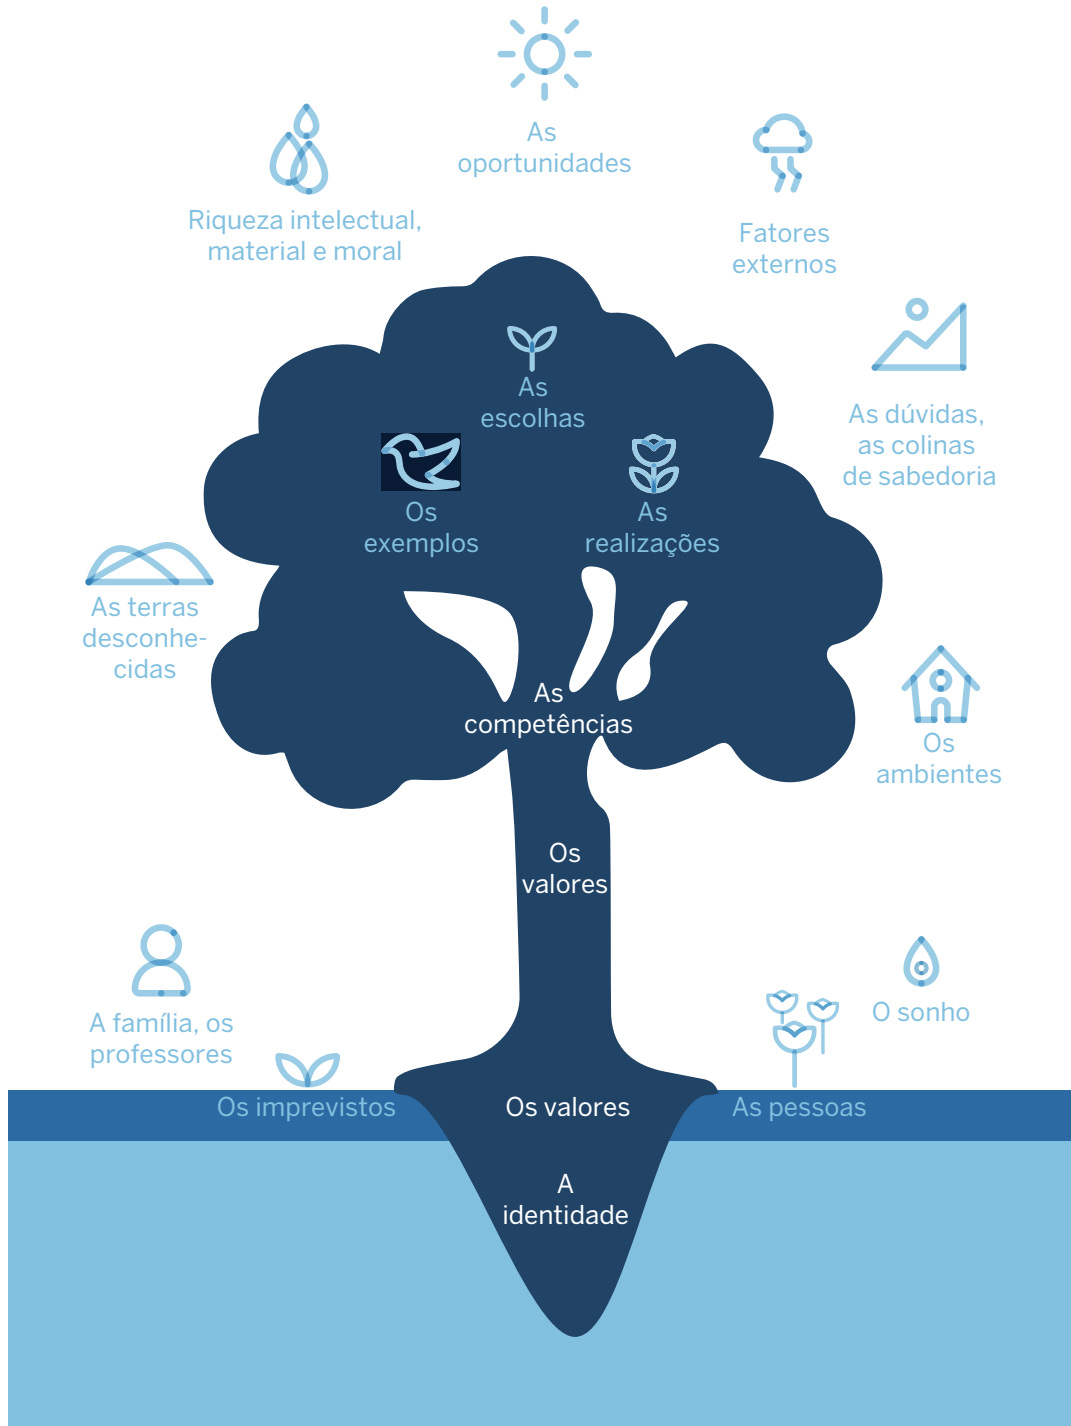 As
oportunidades
Riqueza intelectual,
material e moral
Fatores
externos
As
escolhas
As dúvidas,
as colinas
de sabedoria
Os
exemplos
As
realizações
As terras
desconhe-
cidas
As
competências
Os
ambientes
Os
valores
A família, os
professores
O sonho
Os imprevistos
Os valores
As pessoas
A
identidade